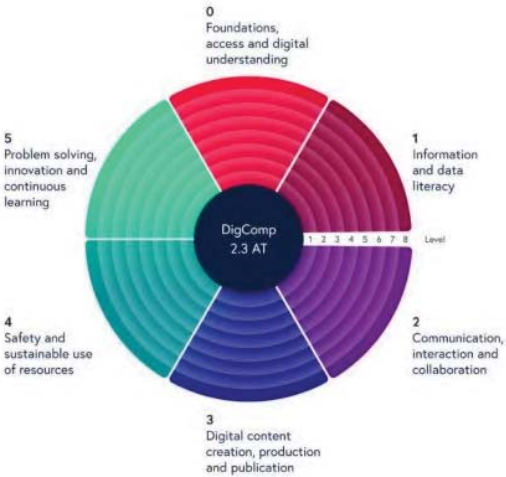 0
Foundations,
access and digital
understanding
5
Problem solving,
innovation and
continuous
learning
1
Information
and data
literacy
DigComp
2.3 AT
1 2 3 4 5 6 7 8 Level
4
Safety and
sustainable use
of resources
2
Communication,
interaction and
collaboration
3
Digital content
creation, production
and publication